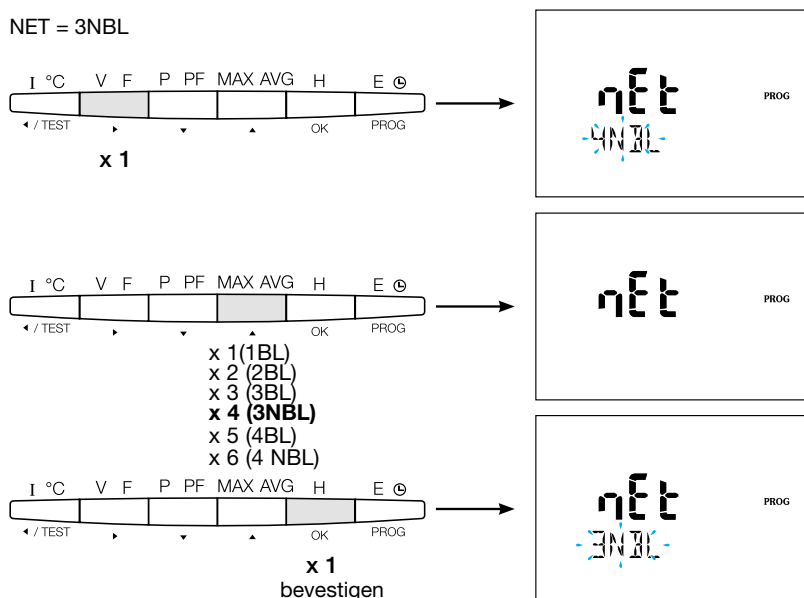 NET = 3NBL
I °C V F P PF MAX AVG H E
/ TEST OK PROG
x 1
nEt
PROG
4NBL
I °C V F P PF MAX AVG H E
/ TEST OK PROG
nEt
PROG
x 1(1BL)
x 2 (2BL)
x 3 (3BL)
x 4 (3NBL)
x 5 (4BL)
x 6 (4 NBL)
I °C V F P PF MAX AVG H E
/ TEST OK PROG
nEt
PROG
3NBL
x 1
bevestigen